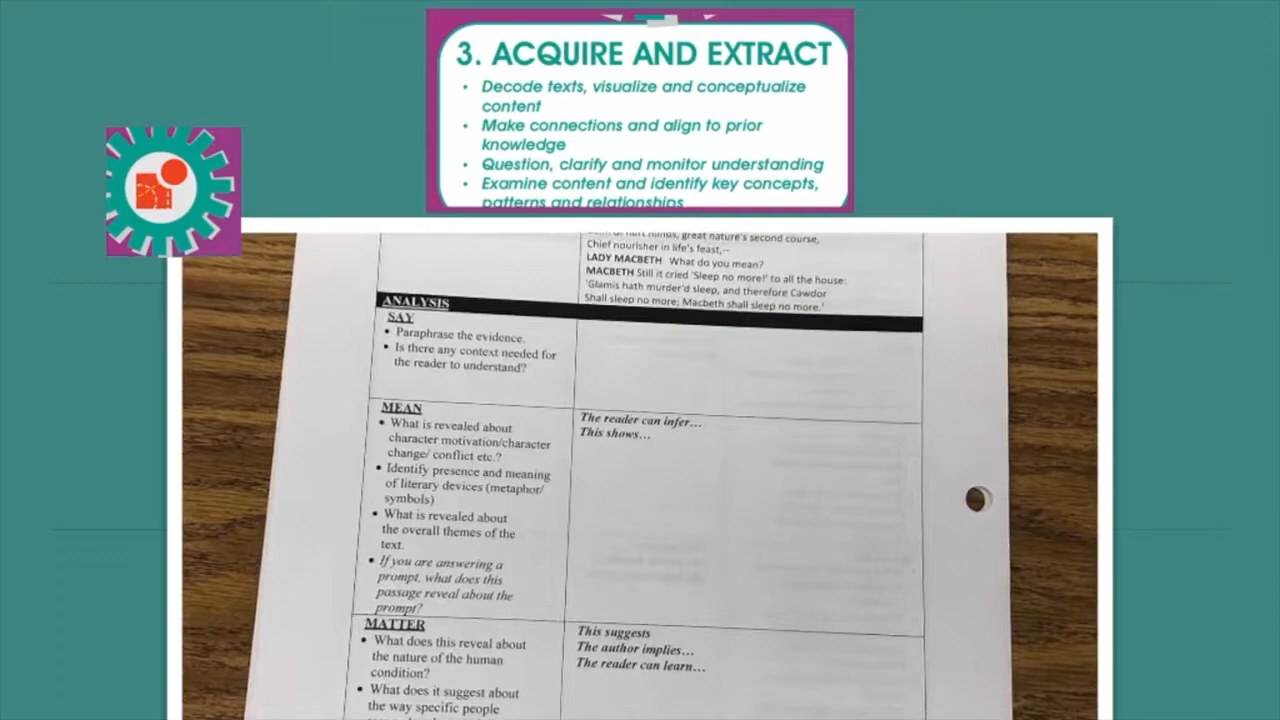 3. ACQUIRE AND EXTRACT
• Decode texts, visualize and conceptualize
content
• Make connections and align to prior
knowledge
• Question, clarify and monitor understanding
• Examine content and identify key concepts,
patterns and relationships
great nature's second course,
Chief nourisher in life's feast,--
LADY MACBETH What do you mean?
MACBETH Still it cried 'Sleep no more!' to all the house:
'Glamis hath murder'd sleep, and therefore Cawdor
Shall sleep no more; Macbeth shall sleep no more.'
ANALYSIS
SAY
• Paraphrase the evidence.
• Is there any context needed for
the reader to understand?
MEAN
• What is revealed about
character motivation/character
change/ conflict etc.?
• Identify presence and meaning
of literary devices (metaphor/
symbols)
• What is revealed about
the overall themes of the
text.
• If you are answering a
prompt, what does this
passage reveal about the
prompt?
The reader can infer...
This shows...
MATTER
• What does this reveal about
the nature of the human
condition?
• What does it suggest about
the way specific people
This suggests
The author implies...
The reader can learn...